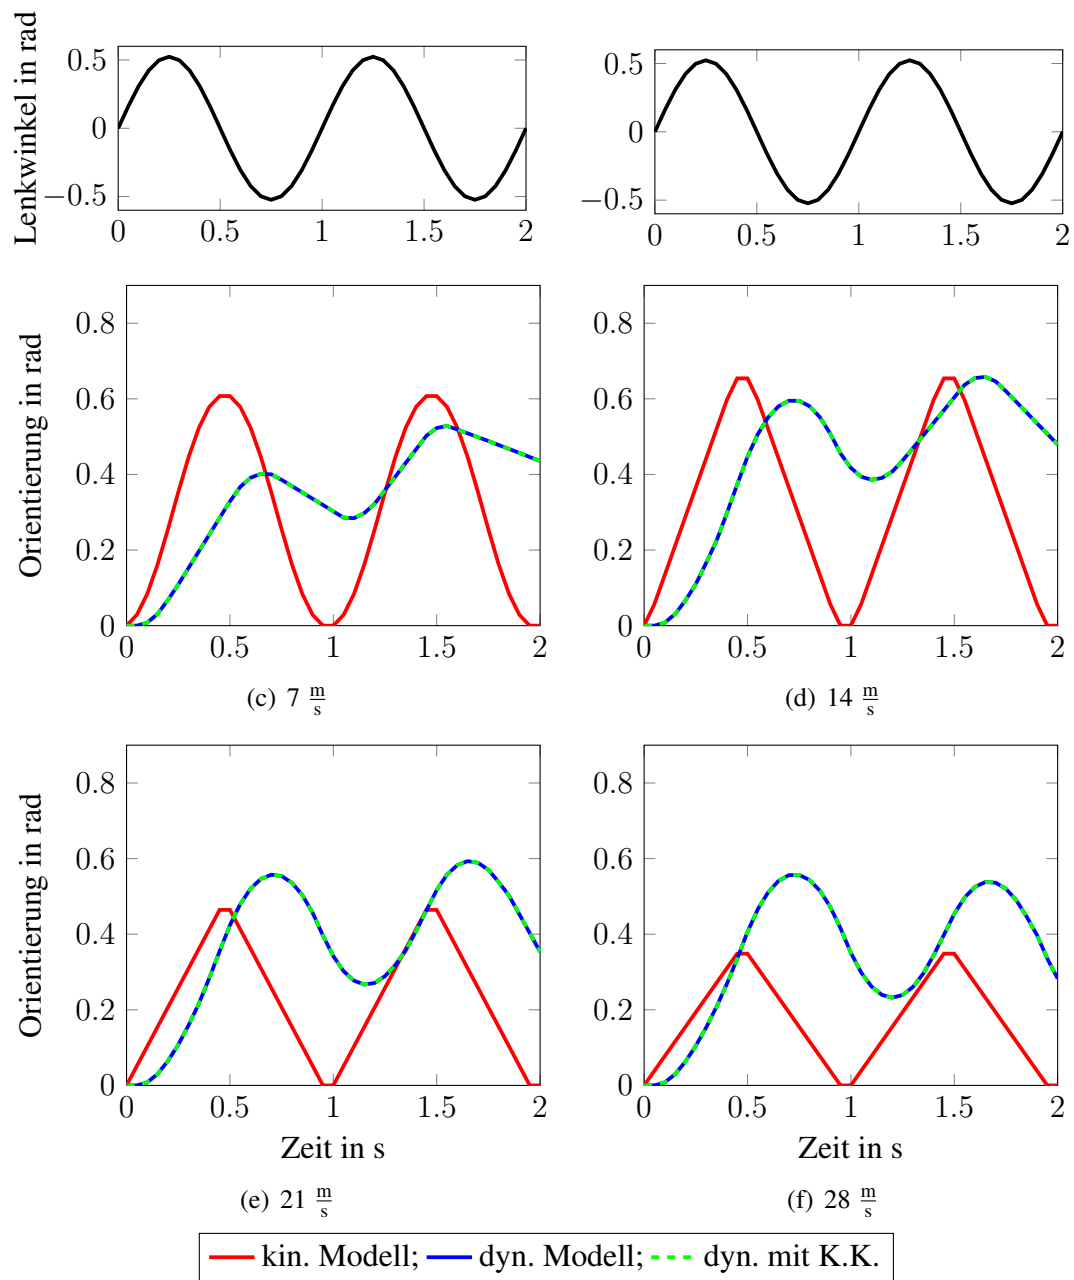 Lenkwinkel in rad
0.5
0
−0.5
0 0.5 1 1.5 2
0.5
0
−0.5
0 0.5 1 1.5 2
Orientierung in rad
0.8
0.6
0.4
0.2
0
0 0.5 1 1.5 2
(c) 7 m/s
0.8
0.6
0.4
0.2
0
0 0.5 1 1.5 2
(d) 14 m/s
Orientierung in rad
0.8
0.6
0.4
0.2
0
0 0.5 1 1.5 2
Zeit in s
(e) 21 m/s
0.8
0.6
0.4
0.2
0
0 0.5 1 1.5 2
Zeit in s
(f) 28 m/s
kin. Modell; dyn. Modell; dyn. mit K.K.